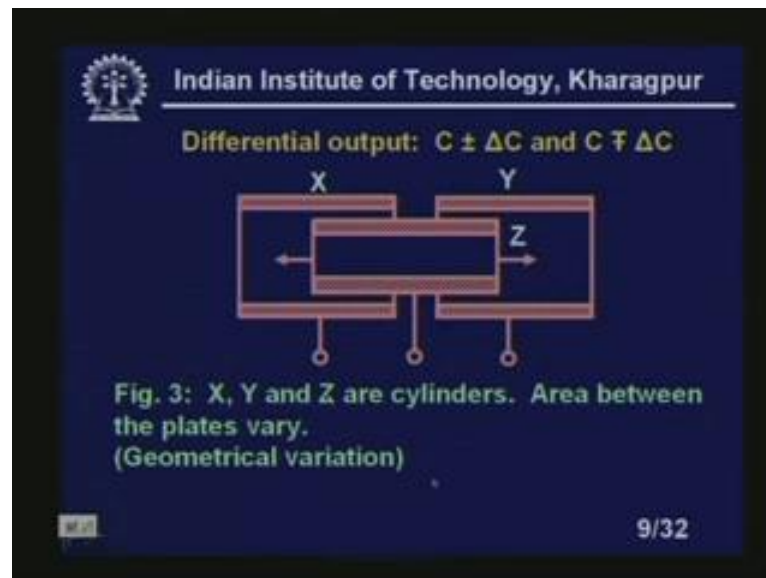 Indian Institute of Technology, Kharagpur
Differential output: C ± ΔC and C ∓ ΔC
X
Y
Z
Fig. 3: X, Y and Z are cylinders. Area between
the plates vary.
(Geometrical variation)
9/32